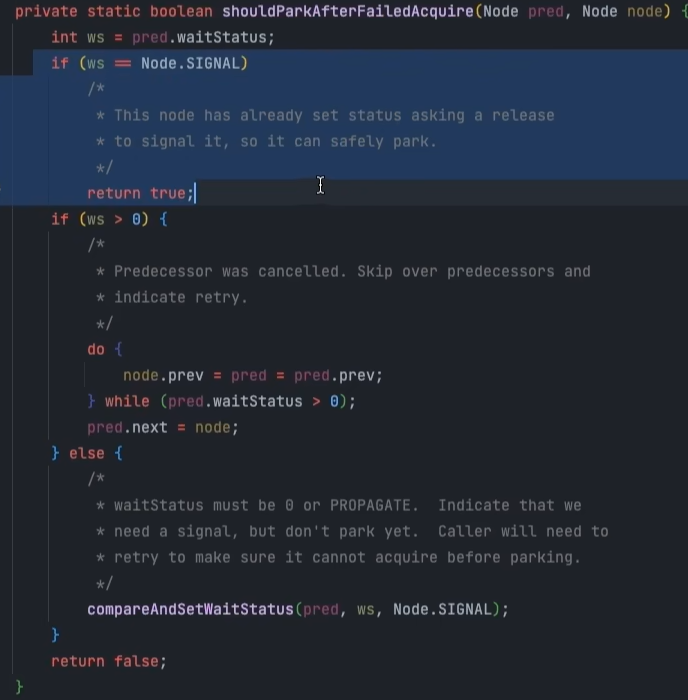 private static boolean shouldParkAfterFailedAcquire(Node pred, Node node) {
int ws = pred.waitStatus;
if (ws == Node.SIGNAL)
/*
* This node has already set status asking a release
* to signal it, so it can safely park.
*/
return true;
if (ws > 0) {
/*
* Predecessor was cancelled. Skip over predecessors and
* indicate retry.
*/
do {
node.prev = pred = pred.prev;
} while (pred.waitStatus > 0);
pred.next = node;
} else {
/*
* waitStatus must be 0 or PROPAGATE.  Indicate that we
* need a signal, but don't park yet.  Caller will need to
* retry to make sure it cannot acquire before parking.
*/
compareAndSetWaitStatus(pred, ws, Node.SIGNAL);
}
return false;
}